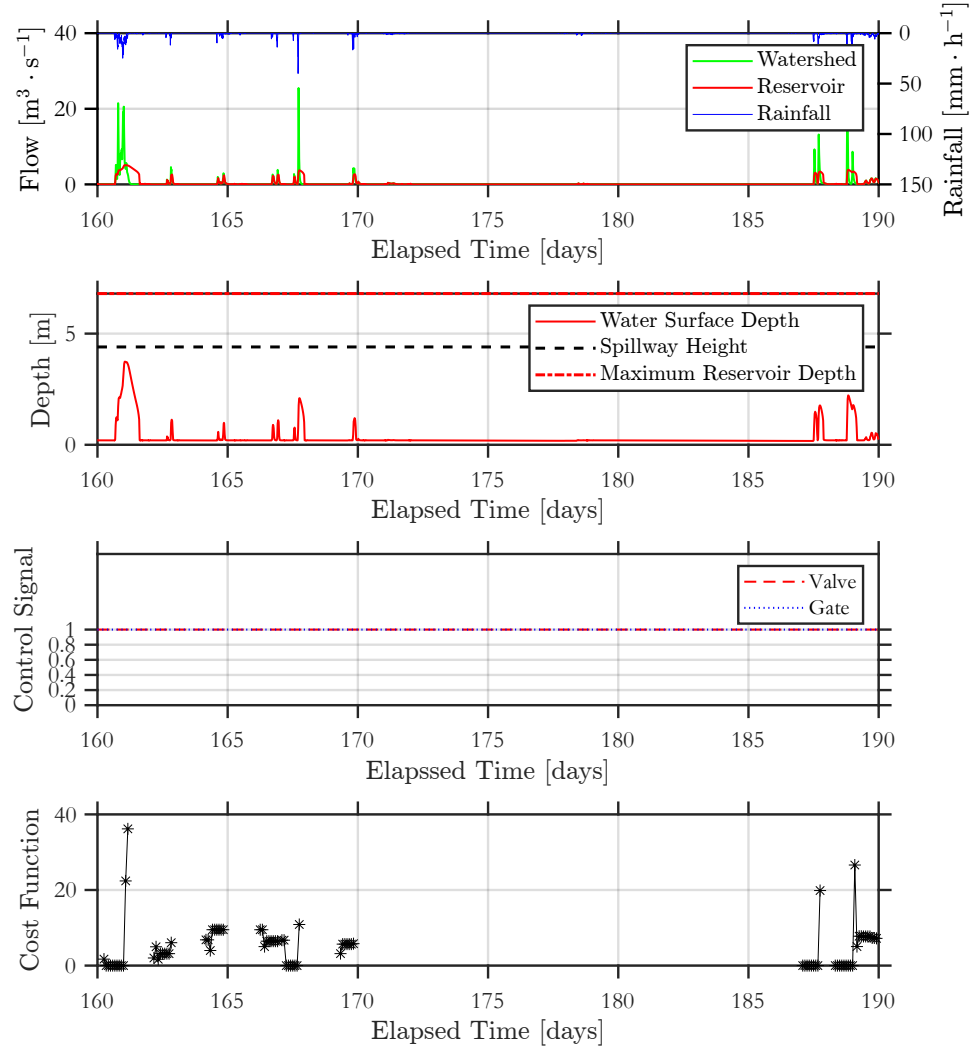 40
20
0
Flow [m³ · s⁻¹]
0
50
100
150
Rainfall [mm · h⁻¹]
Watershed
Reservoir
Rainfall
160 165 170 175 180 185 190
Elapsed Time [days]
5
0
Depth [m]
Water Surface Depth
Spillway Height
Maximum Reservoir Depth
160 165 170 175 180 185 190
Elapsed Time [days]
1
0.8
0.6
0.4
0.2
0
Control Signal
Valve
Gate
160 165 170 175 180 185 190
Elapssed Time [days]
40
20
0
Cost Function
160 165 170 175 180 185 190
Elapsed Time [days]